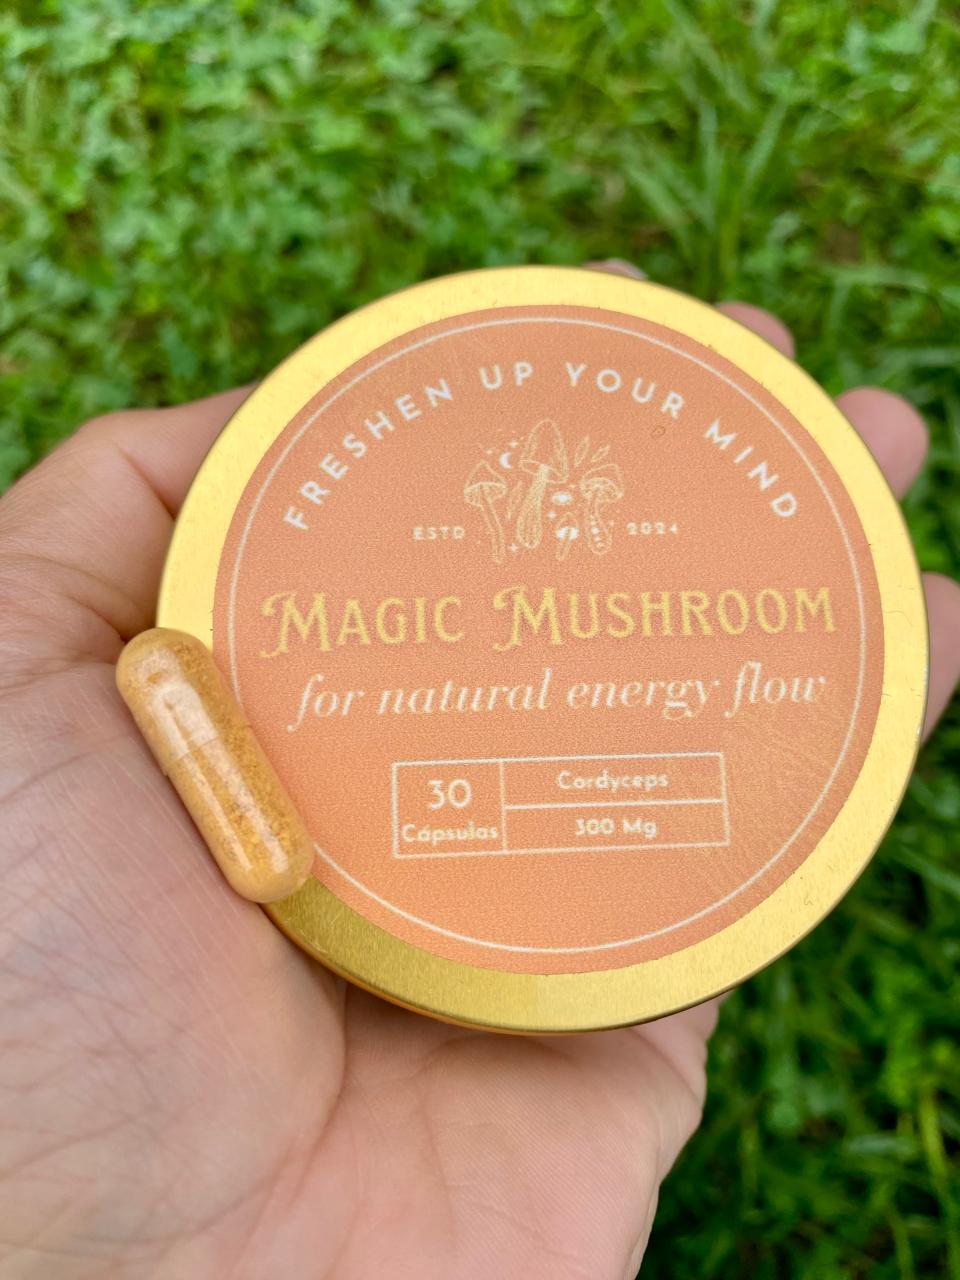 FRESHEN UP YOUR MIND
ESTD 2024
MAGIC MUSHROOM
for natural energy flow
30
Cápsulas
Cordyceps
300 Mg